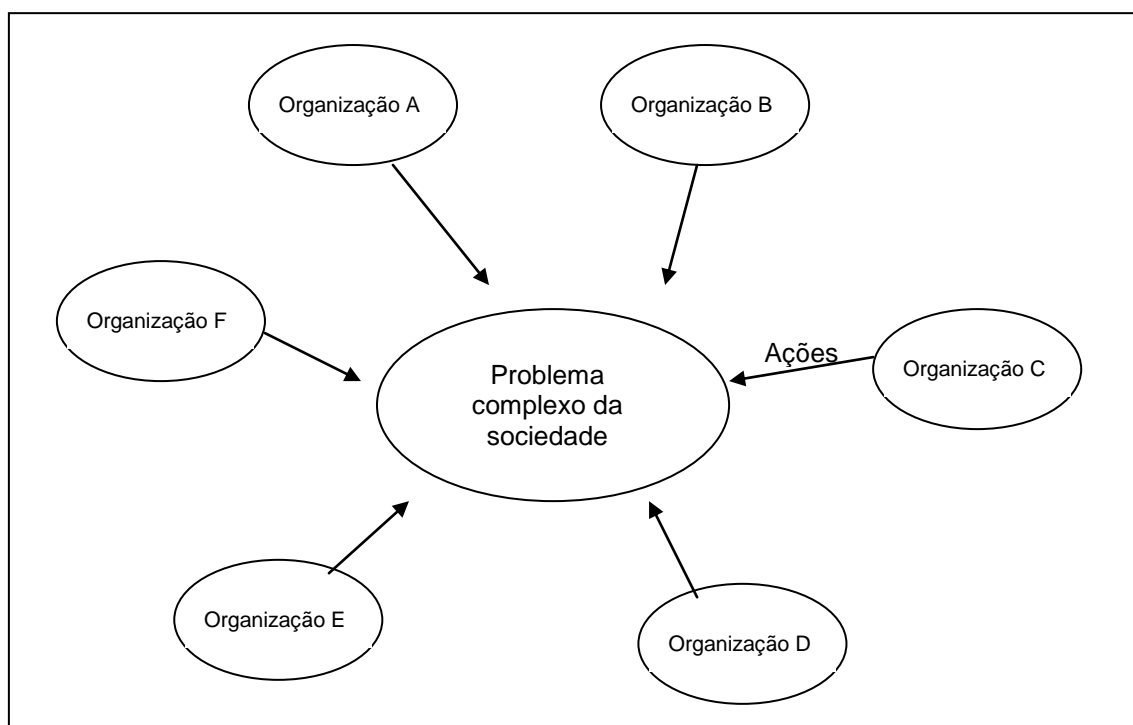 Organização A
Organização B
Organização F
Ações
Organização C
Problema
complexo da
sociedade
Organização E
Organização D